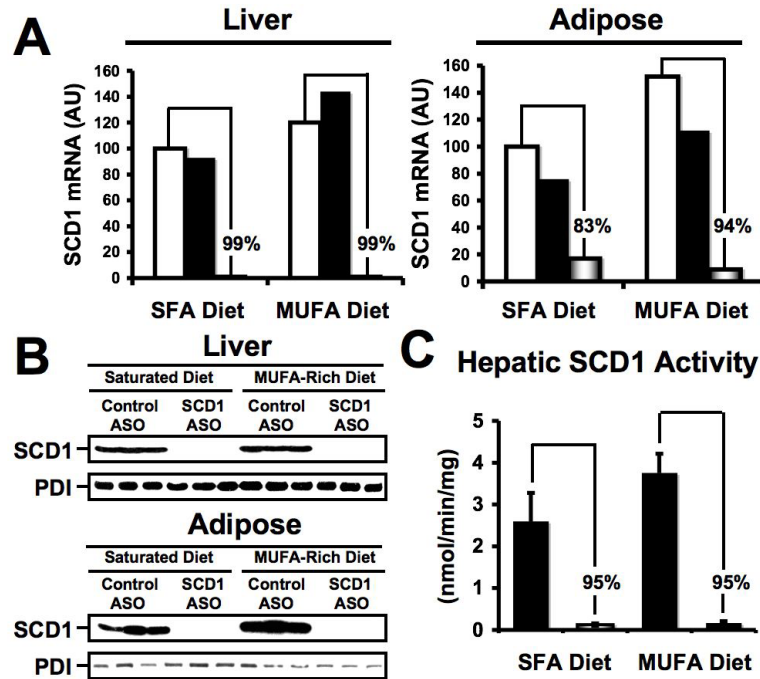 A
Liver
Adipose
SCD1 mRNA (AU)
160
140
120
100
80
60
40
20
0
99%
99%
SFA Diet
MUFA Diet
SCD1 mRNA (AU)
160
140
120
100
80
60
40
20
0
83%
94%
SFA Diet
MUFA Diet
B
Liver
Saturated Diet
MUFA-Rich Diet
Control ASO
SCD1 ASO
Control ASO
SCD1 ASO
SCD1
PDI
Adipose
Saturated Diet
MUFA-Rich Diet
Control ASO
SCD1 ASO
Control ASO
SCD1 ASO
SCD1
PDI
C
Hepatic SCD1 Activity
(nmol/min/mg)
5
4
3
2
1
0
95%
95%
SFA Diet
MUFA Diet